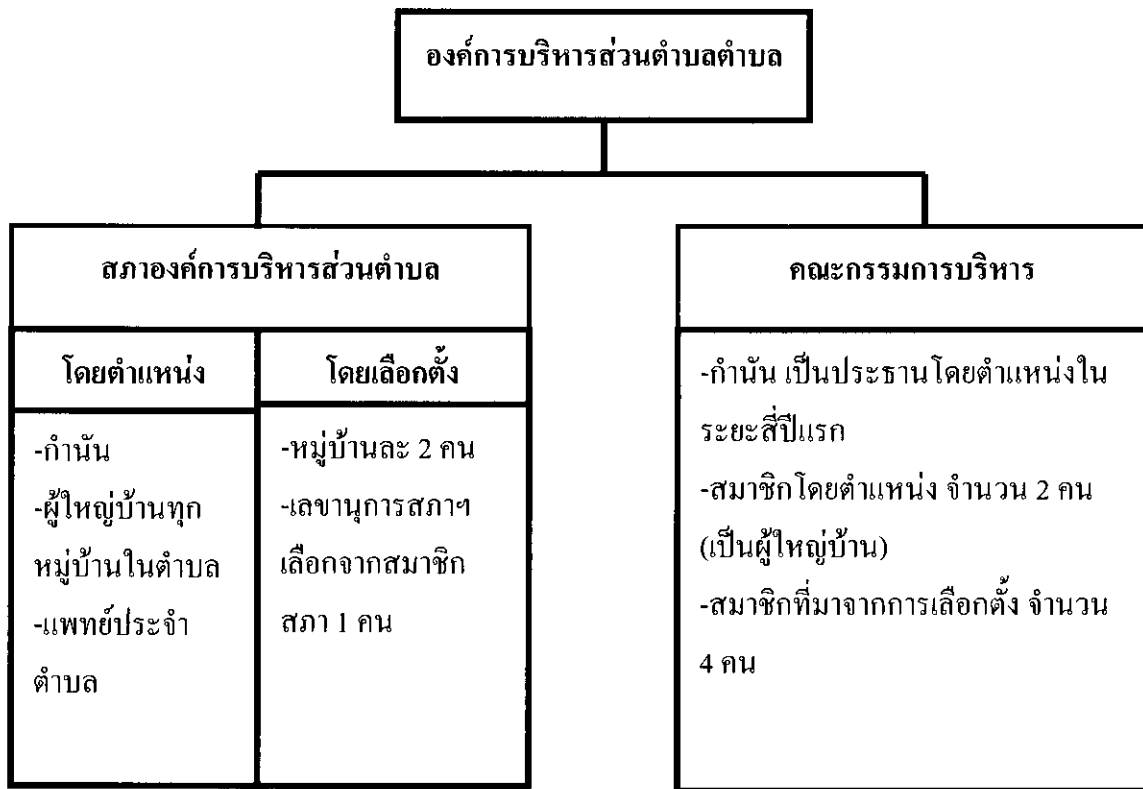 องค์การบริหารส่วนตำบลตำบล
สภาองค์การบริหารส่วนตำบล
โดยตำแหน่ง
-กำนัน
-ผู้ใหญ่บ้านทุก
หมู่บ้านในตำบล
-แพทย์ประจำ
ตำบล
โดยเลือกตั้ง
-หมู่บ้านละ 2 คน
-เลขานุการสภาฯ
เลือกจากสมาชิก
สภา 1 คน
คณะกรรมการบริหาร
-กำนัน เป็นประธานโดยตำแหน่งใน
ระยะสี่ปีแรก
-สมาชิกโดยตำแหน่ง จำนวน 2 คน
(เป็นผู้ใหญ่บ้าน)
-สมาชิกที่มาจากการเลือกตั้ง จำนวน
4 คน